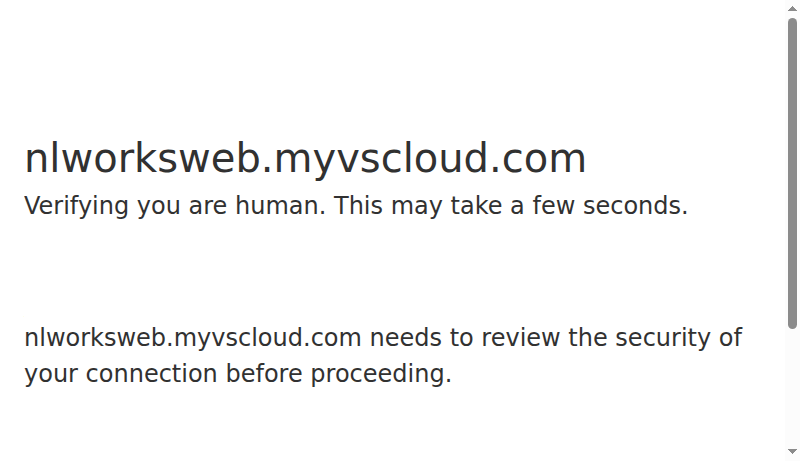 nlworksweb.myvscloud.com
Verifying you are human. This may take a few seconds.
nlworksweb.myvscloud.com needs to review the security of
your connection before proceeding.